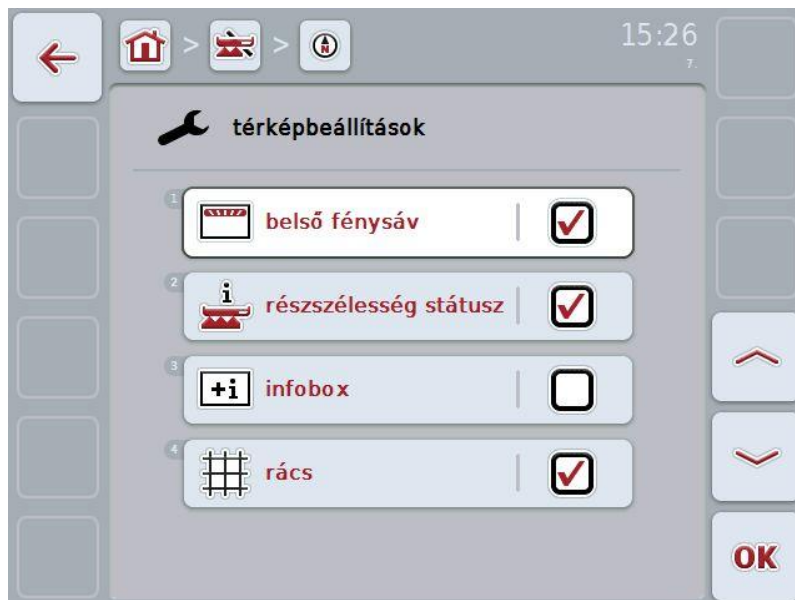 > > N 15:26
7.
térképbeállítások
1
belső fénysáv
2
i
részszélesség státusz
3
+i infobox
4
rács
OK